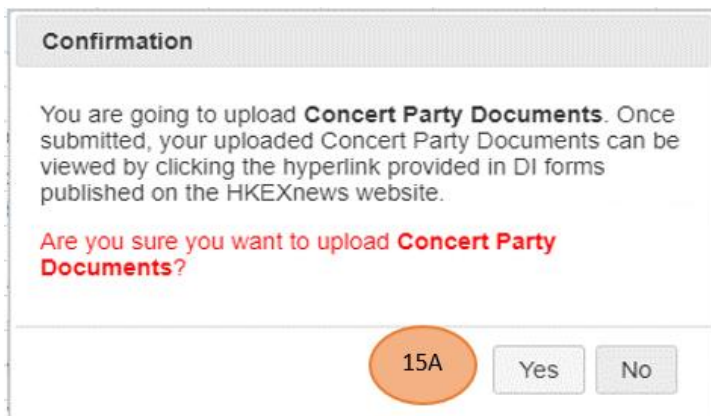 Confirmation
You are going to upload Concert Party Documents. Once
submitted, your uploaded Concert Party Documents can be
viewed by clicking the hyperlink provided in DI forms
published on the HKEXnews website.
Are you sure you want to upload Concert Party
Documents?
15A
Yes
No